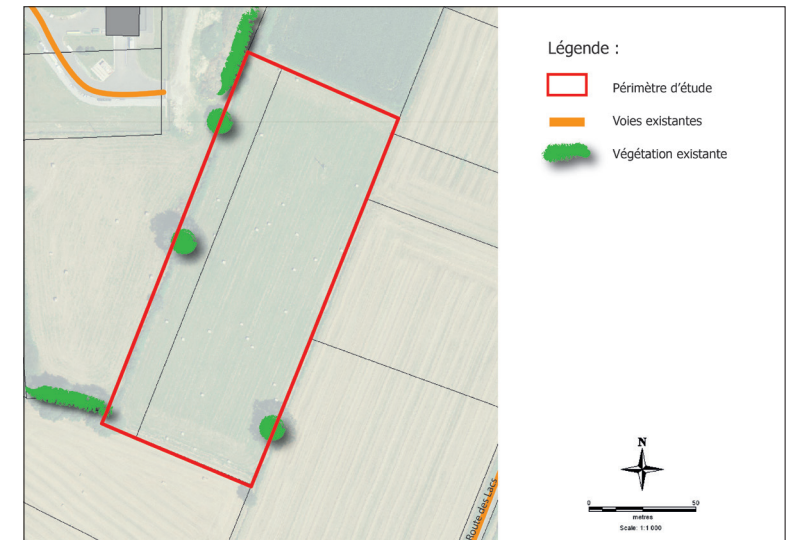 Légende :
Périmètre d'étude
Voies existantes
Végétation existante
N
0 50
metres
Scale: 1:1 000
Route des Lacs